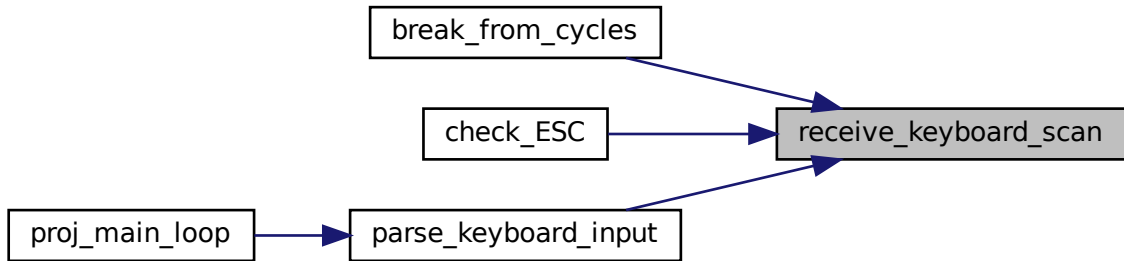 break_from_cycles
check_ESC
receive_keyboard_scan
proj_main_loop
parse_keyboard_input